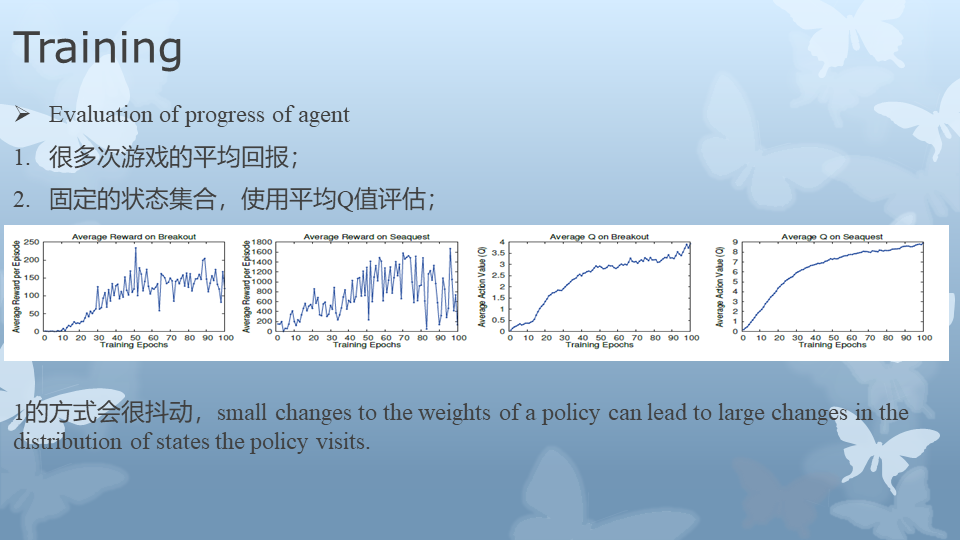 Training
➢ Evaluation of progress of agent
1. 很多次游戏的平均回报；
2. 固定的状态集合，使用平均Q值评估；
Average Reward on Breakout
Average Reward per Episode
250
200
150
100
50
0
0 10 20 30 40 50 60 70 80 90 100
Training Epochs
Average Reward on Seaquest
Average Reward per Episode
1800
1600
1400
1200
1000
800
600
400
200
0
0 10 20 30 40 50 60 70 80 90 100
Training Epochs
Average Q on Breakout
Average Action Value (Q)
4
3.5
3
2.5
2
1.5
1
0.5
0
0 10 20 30 40 50 60 70 80 90 100
Training Epochs
Average Q on Seaquest
Average Action Value (Q)
9
8
7
6
5
4
3
2
1
0
0 10 20 30 40 50 60 70 80 90 100
Training Epochs
1的方式会很抖动，small changes to the weights of a policy can lead to large changes in the
distribution of states the policy visits.